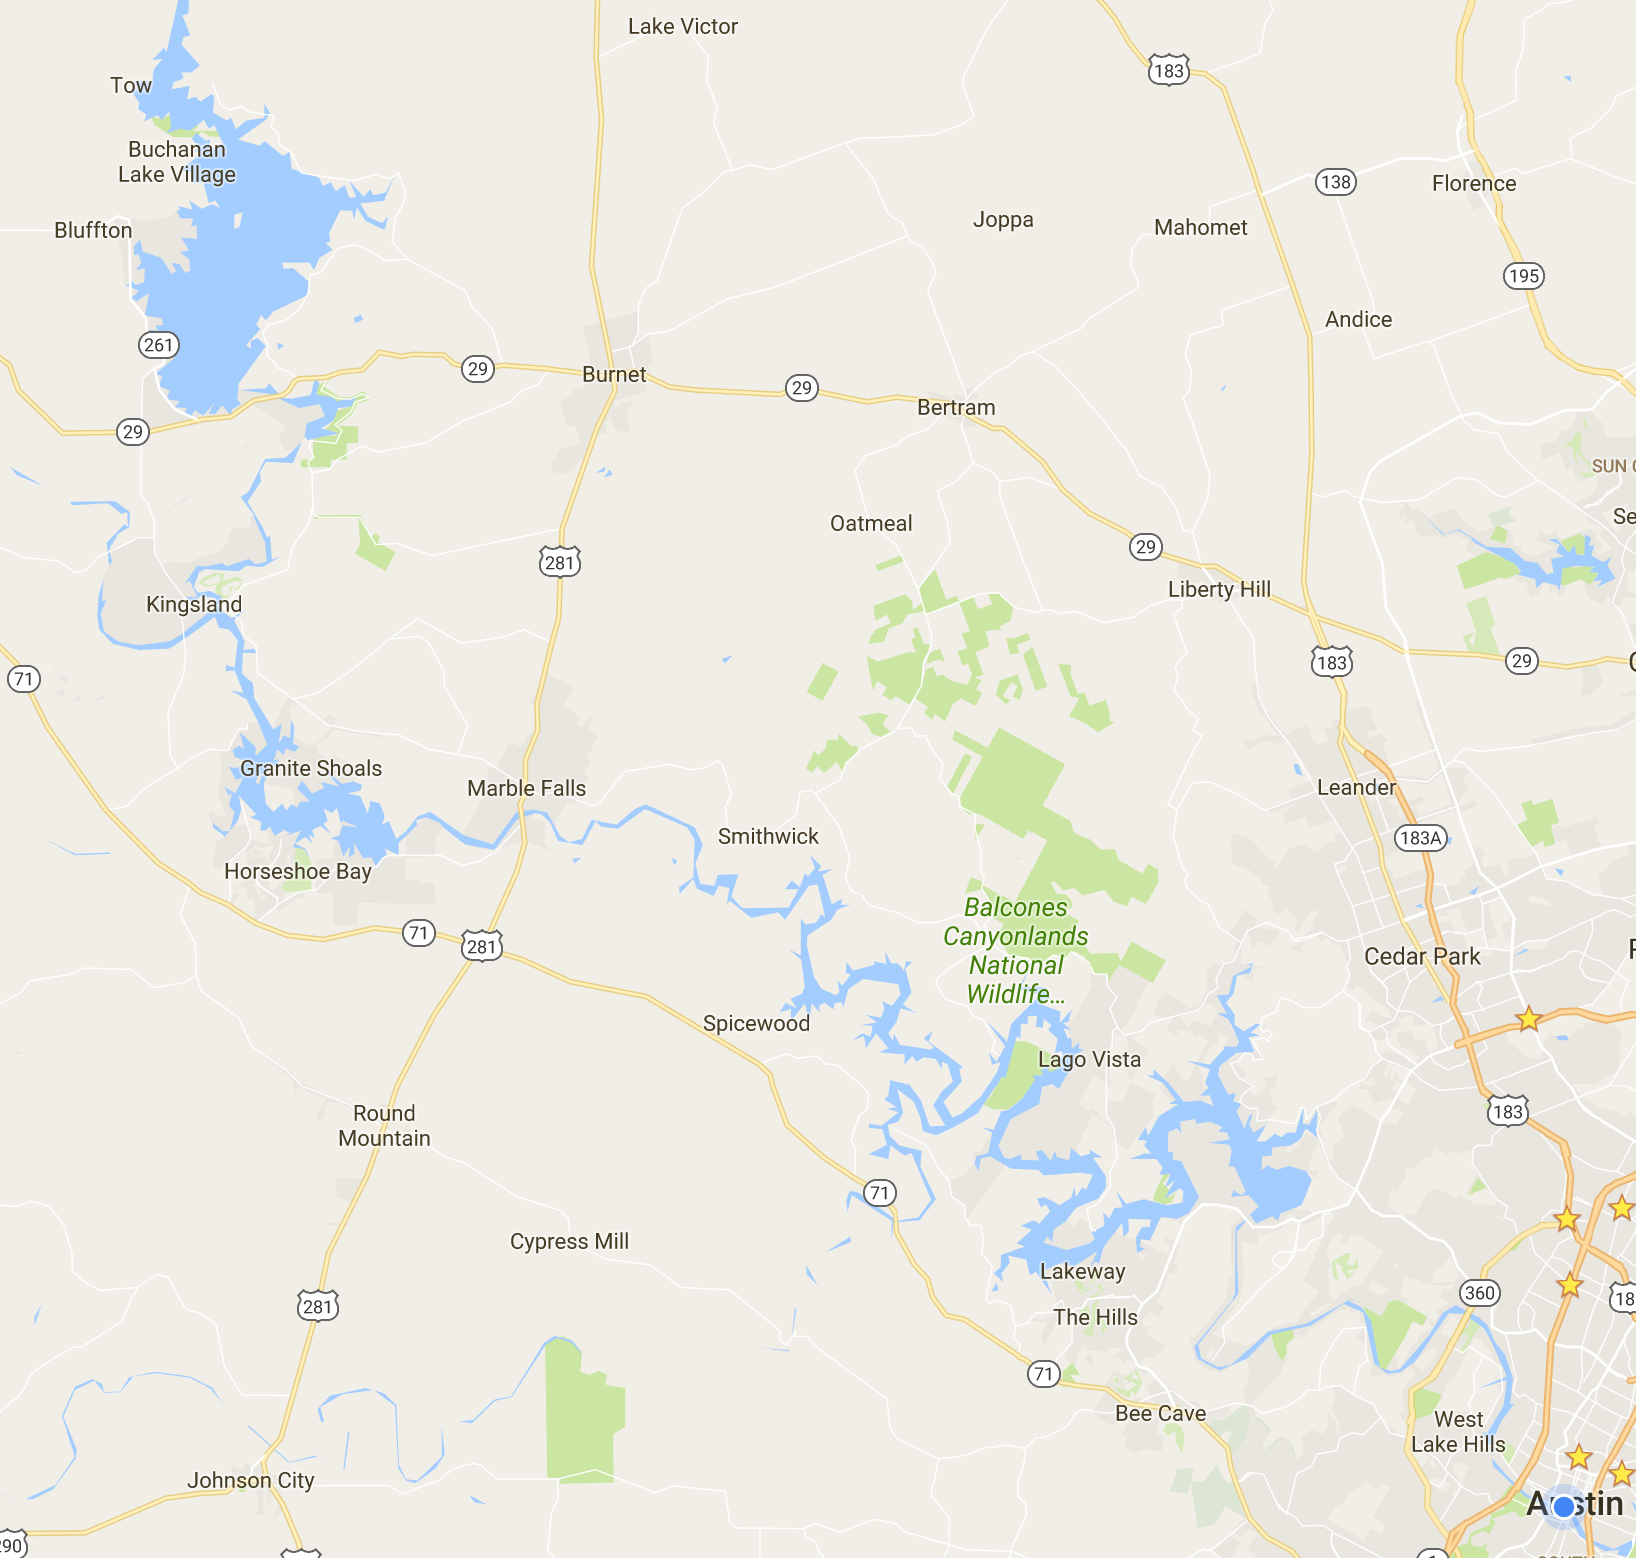 Lake Victor
183
Tow
Buchanan
Lake Village
138
Florence
Joppa
Mahomet
Bluffton
195
Andice
261
29
Burnet
29
Bertram
29
SUN
Oatmeal
29
281
Liberty Hill
Kingsland
183
29
71
Granite Shoals
Marble Falls
Leander
Smithwick
183A
Horseshoe Bay
71
281
Balcones
Canyonlands
National
Wildlife…
Cedar Park
Spicewood
Lago Vista
183
Round
Mountain
71
Cypress Mill
Lakeway
360
18
281
The Hills
71
Bee Cave
West
Lake Hills
Johnson City
Austin
290